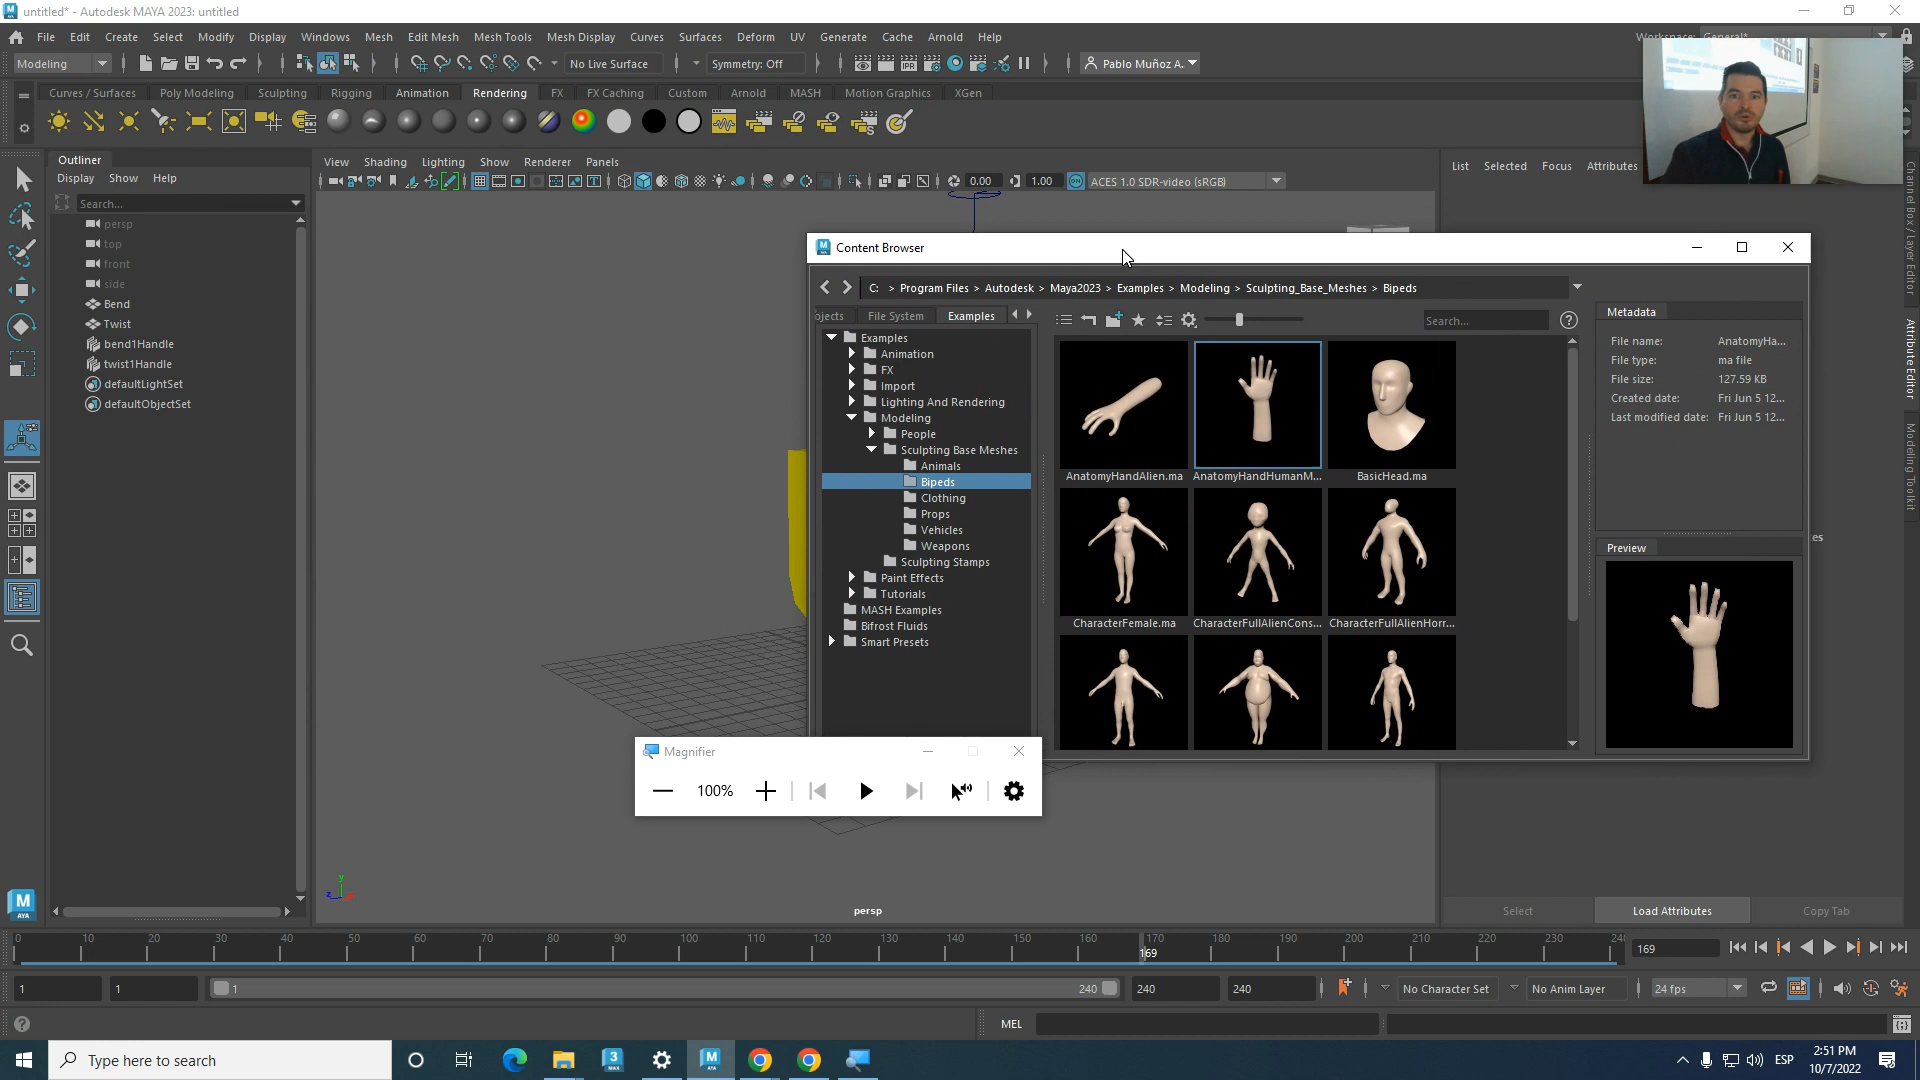 untitled* - Autodesk MAYA 2023: untitled
File Edit Create Select Modify Display Windows Mesh Edit Mesh Mesh Tools Mesh Display Curves Surfaces Deform UV Generate Cache Arnold Help
Modeling No Live Surface Symmetry: Off Pablo Muñoz A.
Curves / Surfaces Poly Modeling Sculpting Rigging Animation Rendering FX FX Caching Custom Arnold MASH Motion Graphics XGen
IPR
Outliner
Display Show Help
Search...
persp
top
front
side
Bend
Twist
bend1Handle
twist1Handle
defaultLightSet
defaultObjectSet
View Shading Lighting Show Renderer Panels
0.00 1.00 ACES 1.0 SDR-video (sRGB)
List Selected Focus Attributes
Channel Box / Layer Editor
Attribute Editor
Modeling Toolkit
Content Browser
C: > Program Files > Autodesk > Maya2023 > Examples > Modeling > Sculpting_Base_Meshes > Bipeds
File System Examples
Search...
Examples
Animation
FX
Import
Lighting And Rendering
Modeling
People
Sculpting Base Meshes
Animals
Bipeds
Clothing
Props
Vehicles
Weapons
Sculpting Stamps
Paint Effects
Tutorials
MASH Examples
Bifrost Fluids
Smart Presets
AnatomyHandAlien.ma AnatomyHandHumanM... BasicHead.ma
CharacterFemale.ma CharacterFullAlienCons... CharacterFullAlienHorr...
Metadata
File name: AnatomyHa...
File type: ma file
File size: 127.59 KB
Created date: Fri Jun 5 12...
Last modified date: Fri Jun 5 12...
Preview
Magnifier
100%
persp
Select Load Attributes Copy Tab
0 10 20 30 40 50 60 70 80 90 100 110 120 130 140 150 160 170 180 190 200 210 220 230
169
169
1 1 1 240 240 240 No Character Set No Anim Layer 24 fps
MEL
Type here to search
ESP
2:51 PM
10/7/2022